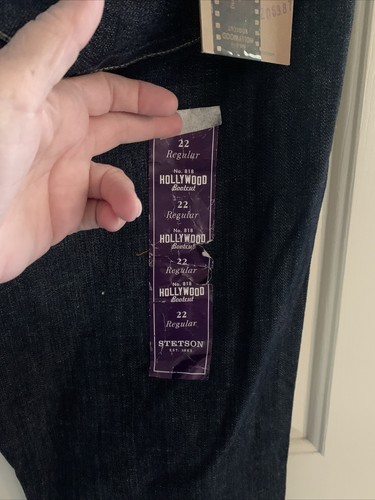 22
Regular
No. 818
HOLLYWOOD
Bootcut
22
Regular
No. 818
HOLLYWOOD
Bootcut
22
Regular
No. 818
HOLLYWOOD
Bootcut
22
Regular
STETSON
EST. 1865